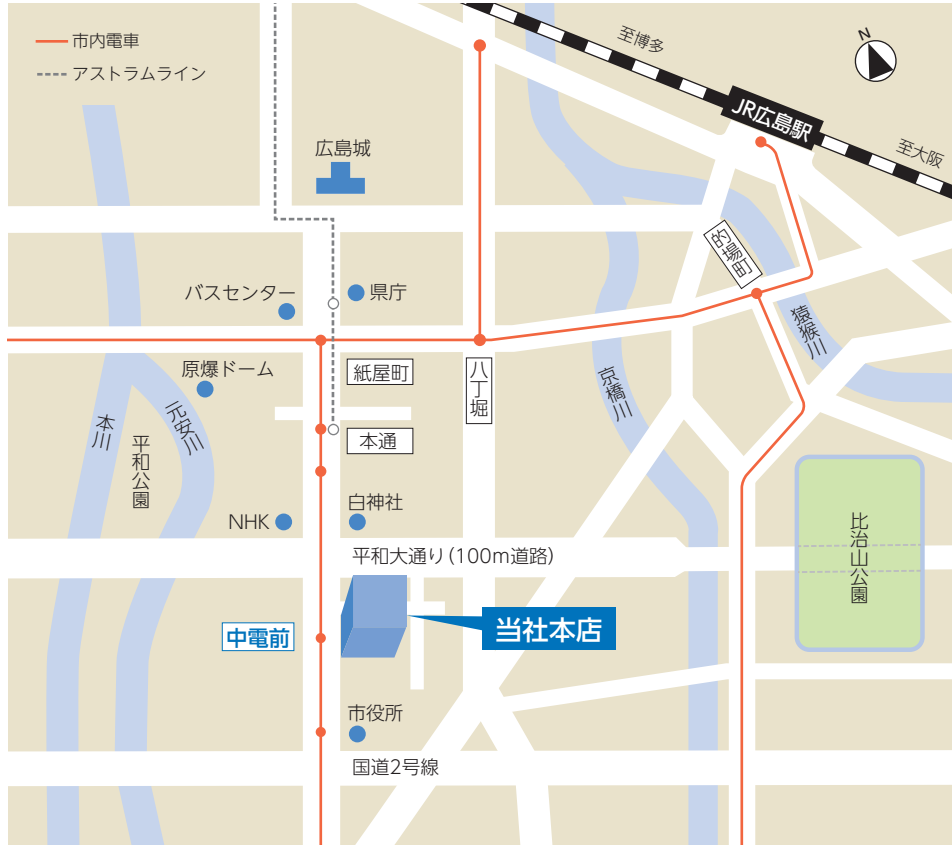 市内電車
アストラムライン
至博多
N
JR広島駅
至大阪
広島城
的場町
バスセンター
県庁
猿猴川
原爆ドーム
紙屋町
八丁堀
京橋川
本川
元安川
平和公園
本通
NHK
白神社
比治山公園
平和大通り(100m道路)
中電前
当社本店
市役所
国道2号線